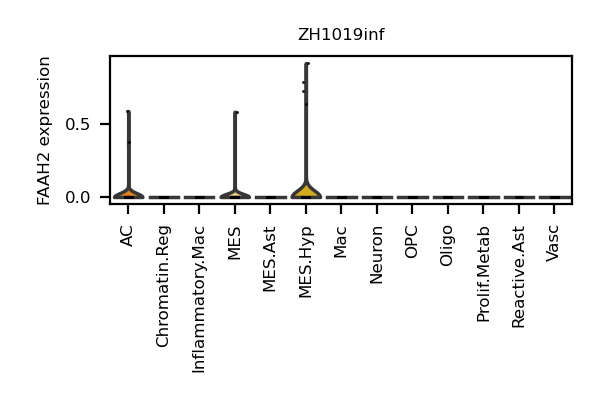 ZH1019inf
FAAH2 expression
0.5
0.0
AC
Chromatin.Reg
Inflammatory.Mac
MES
MES.Ast
MES.Hyp
Mac
Neuron
OPC
Oligo
Prolif.Metab
Reactive.Ast
Vasc